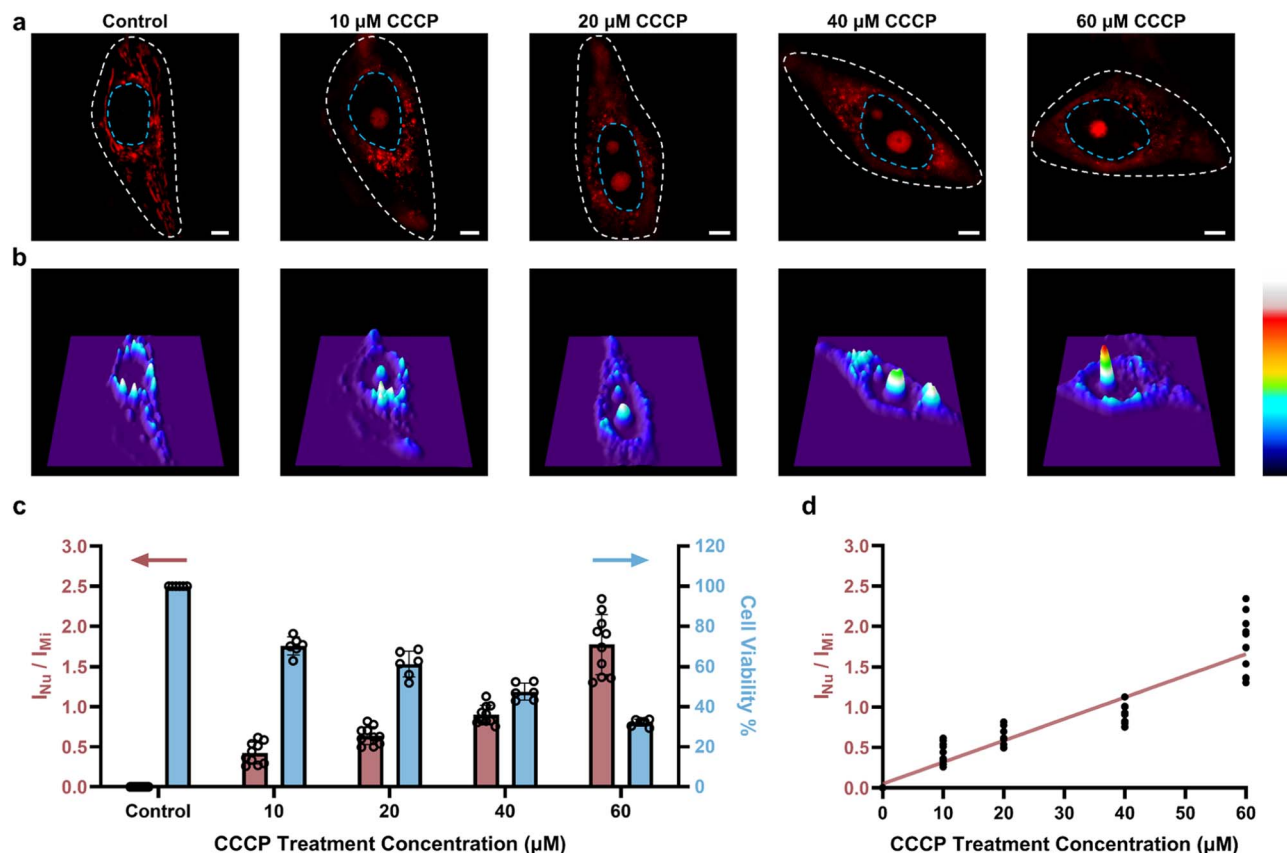 a
Control
10 µM CCCP
20 µM CCCP
40 µM CCCP
60 µM CCCP
b
c
3.0
2.5
2.0
1.5
1.0
0.5
0.0
I_Nu / I_Mi
120
100
80
60
40
20
0
Cell Viability %
Control
10
20
40
60
CCCP Treatment Concentration (µM)
d
3.0
2.5
2.0
1.5
1.0
0.5
0.0
I_Nu / I_Mi
0
10
20
30
40
50
60
CCCP Treatment Concentration (µM)